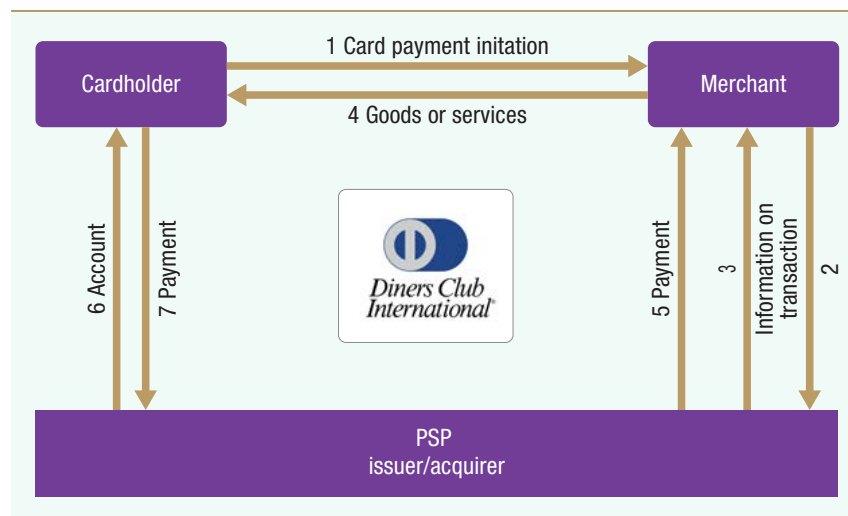 1 Card payment initation
Cardholder
Merchant
4 Goods or services
6 Account
7 Payment
Diners Club
International®
5 Payment
3
Information on
transaction
2
PSP
issuer/acquirer